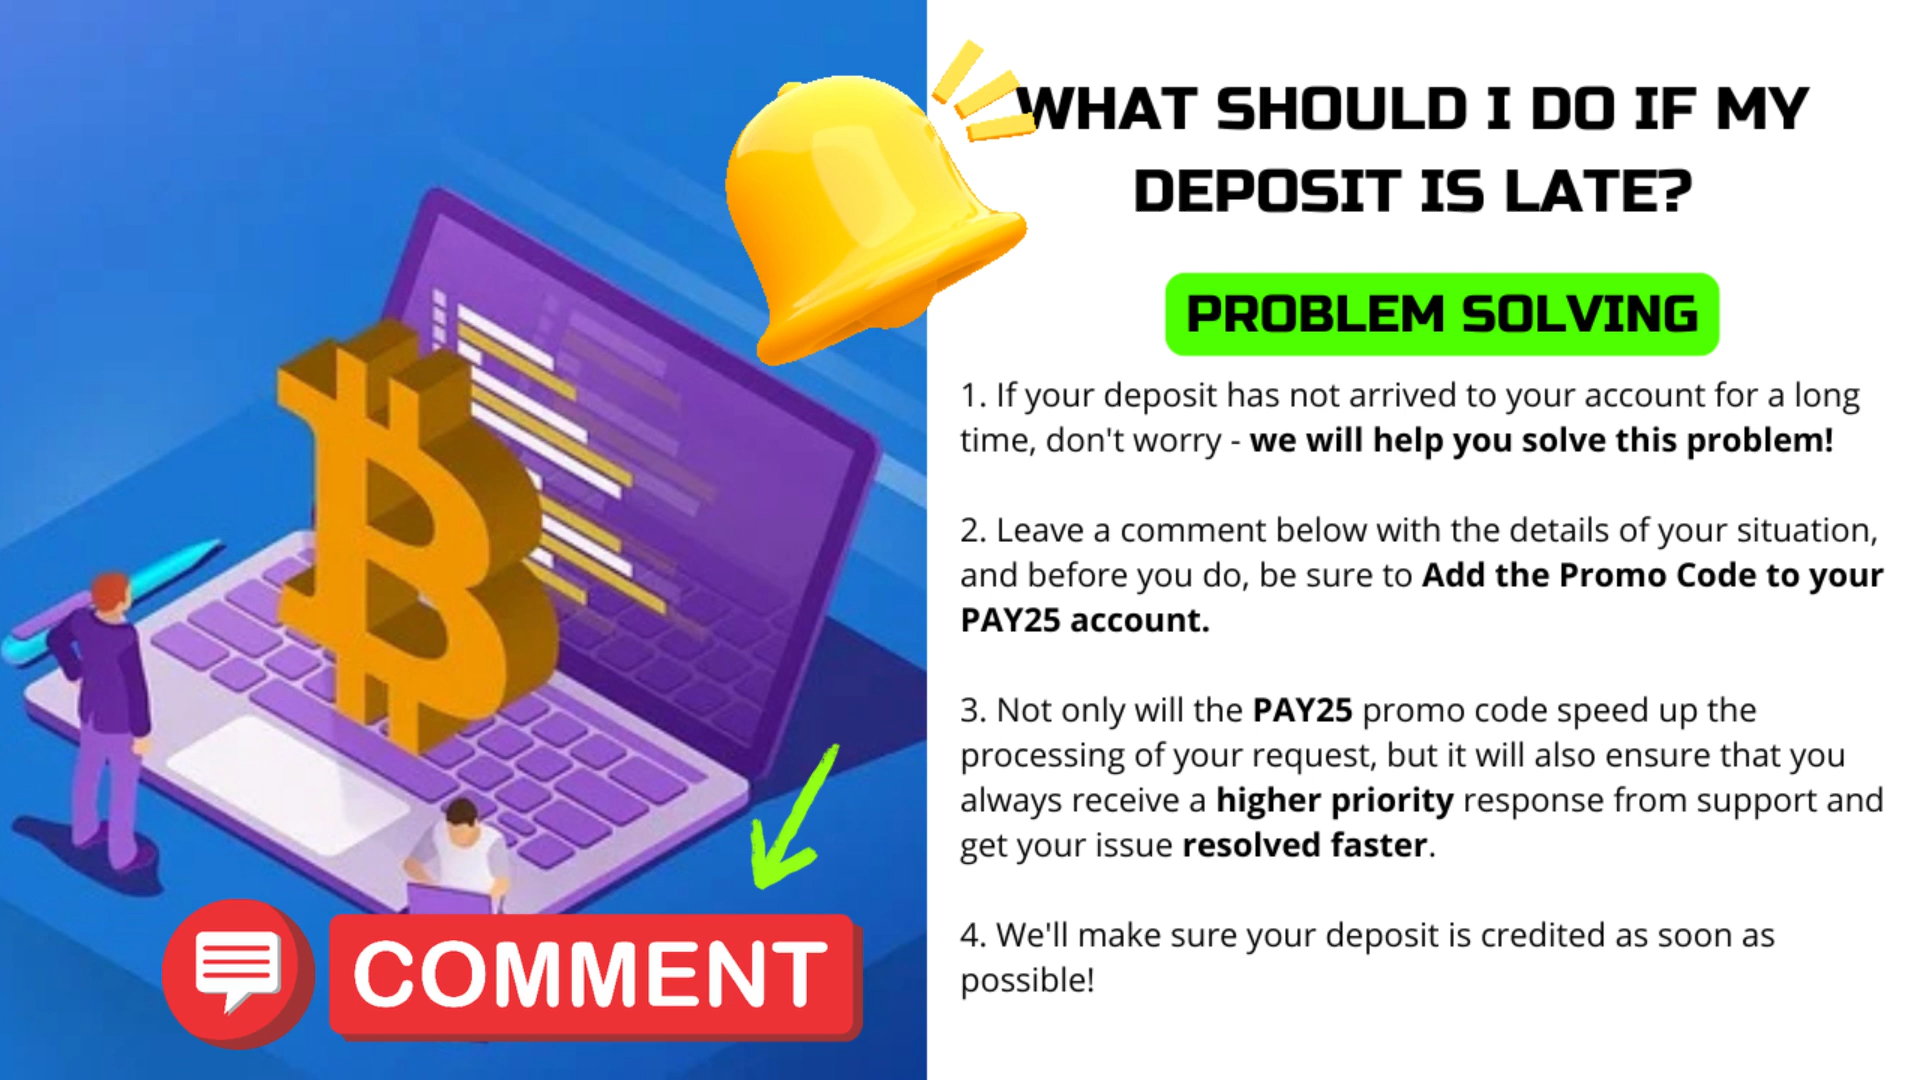 WHAT SHOULD I DO IF MY
DEPOSIT IS LATE?
PROBLEM SOLVING
1. If your deposit has not arrived to your account for a long
time, don't worry - we will help you solve this problem!
2. Leave a comment below with the details of your situation,
and before you do, be sure to Add the Promo Code to your
PAY25 account.
3. Not only will the PAY25 promo code speed up the
processing of your request, but it will also ensure that you
always receive a higher priority response from support and
get your issue resolved faster.
4. We'll make sure your deposit is credited as soon as
possible!
COMMENT